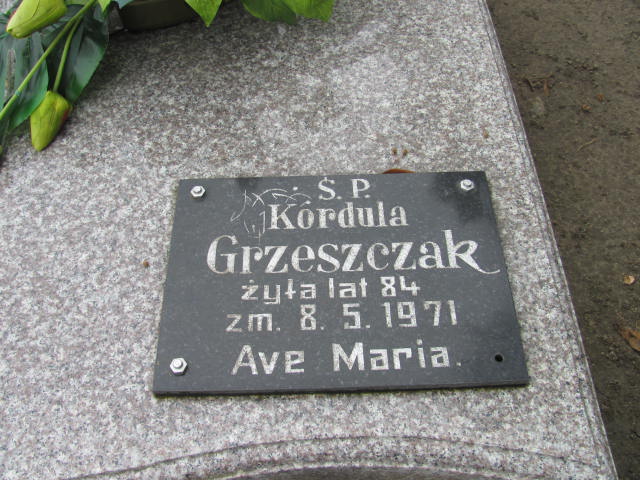 Ś.P.
Kordula
Grzeszczak
żyła lat 84
zm. 8. 5. 1971
Ave Maria.